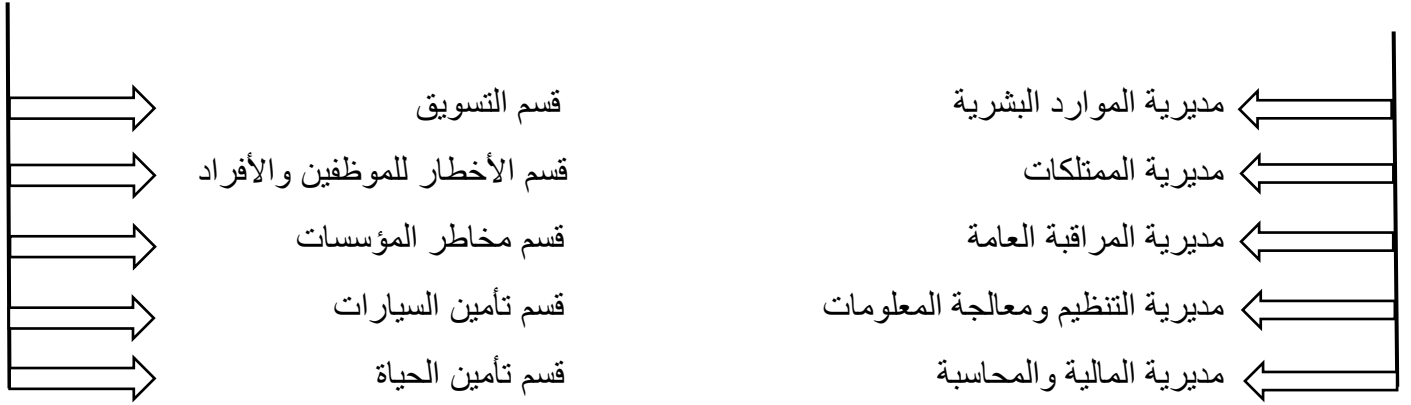 مديرية الموارد البشرية
مديرية الممتلكات
مديرية المراقبة العامة
مديرية التنظيم ومعالجة المعلومات
مديرية المالية والمحاسبة
قسم التسويق
قسم الأخطار للموظفين والأفراد
قسم مخاطر المؤسسات
قسم تأمين السيارات
قسم تأمين الحياة